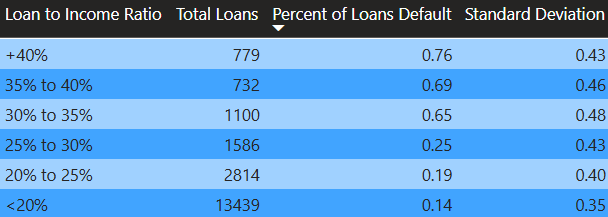 Loan to Income Ratio Total Loans Percent of Loans Default Standard Deviation
+40% 779 0.76 0.43
35% to 40% 732 0.69 0.46
30% to 35% 1100 0.65 0.48
25% to 30% 1586 0.25 0.43
20% to 25% 2814 0.19 0.40
<20% 13439 0.14 0.35